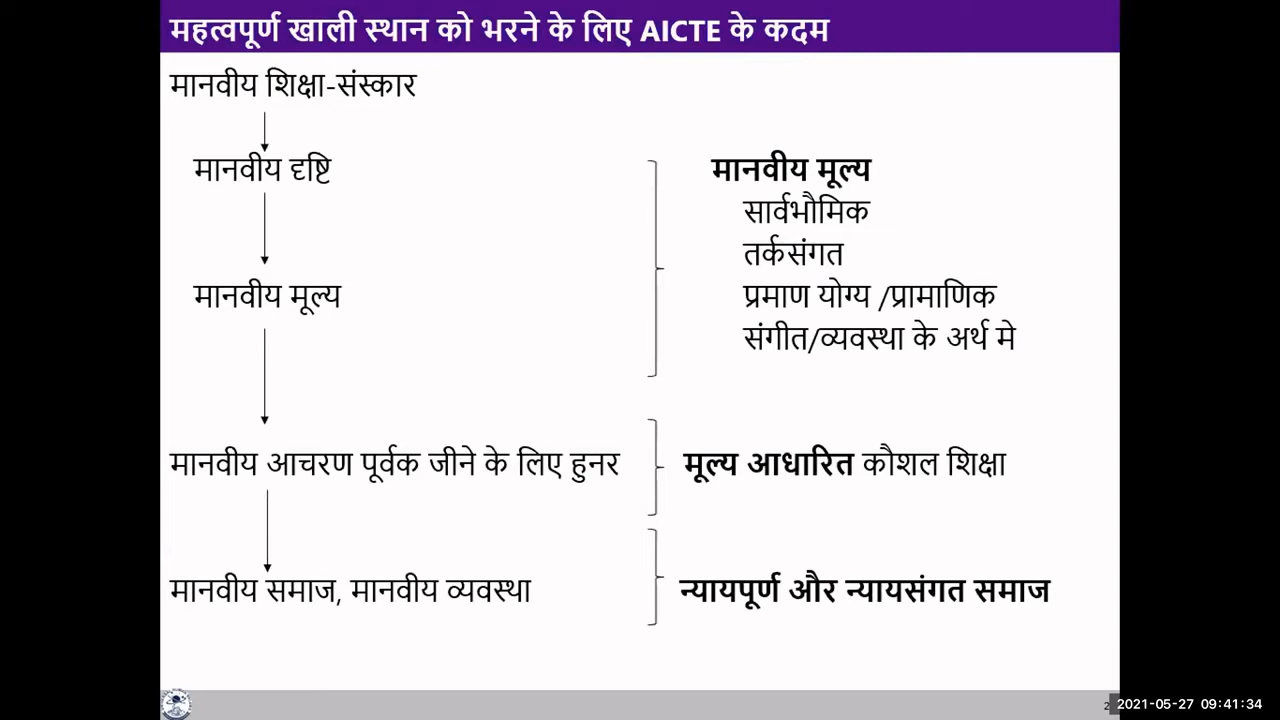 महत्वपूर्ण खाली स्थान को भरने के लिए AICTE के कदम
मानवीय शिक्षा-संस्कार
मानवीय दृष्टि
मानवीय मूल्य
मानवीय आचरण पूर्वक जीने के लिए हुनर
मानवीय समाज, मानवीय व्यवस्था
मानवीय मूल्य
सार्वभौमिक
तर्कसंगत
प्रमाण योग्य /प्रामाणिक
संगीत/व्यवस्था के अर्थ मे
मूल्य आधारित कौशल शिक्षा
न्यायपूर्ण और न्यायसंगत समाज
2021-05-27 09:41:34